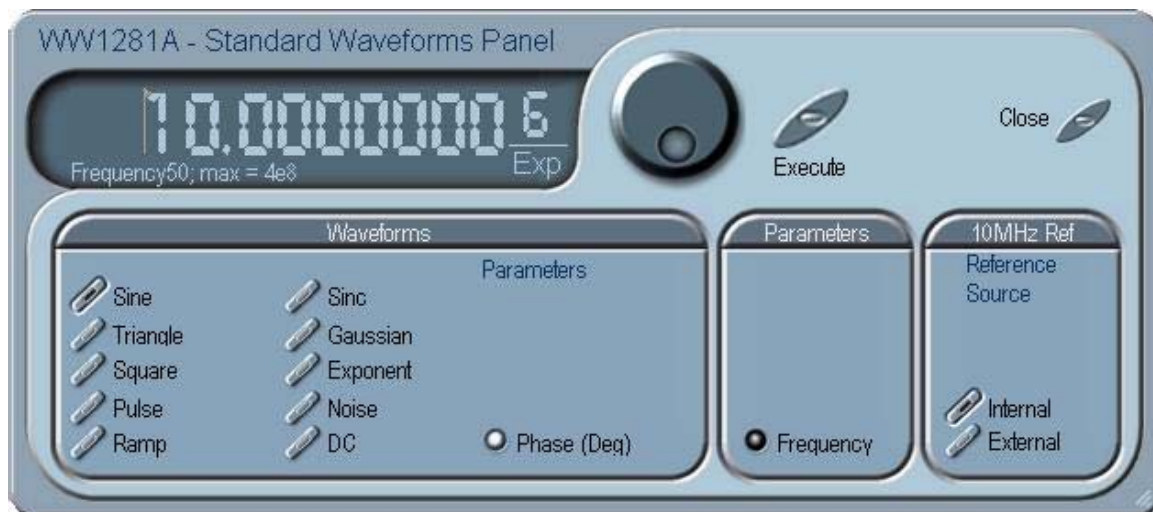 WW1281A - Standard Waveforms Panel
10.0000000 6
Exp
Frequency50; max = 4e8
Execute
Close
Waveforms
Parameters
Sine
Triangle
Square
Pulse
Ramp
Sinc
Gaussian
Exponent
Noise
DC
Phase (Deg)
Parameters
Frequency
10MHz Ref
Reference
Source
Internal
External